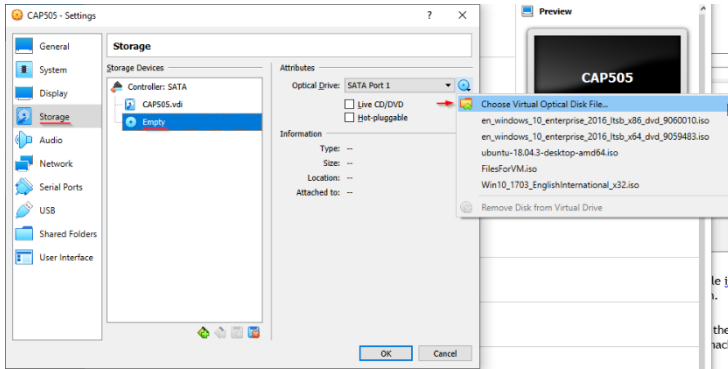 CAP505 - Settings
? ×
General
System
Display
Storage
Audio
Network
Serial Ports
USB
Shared Folders
User Interface
Storage
Storage Devices
Controller: SATA
CAP505.vdi
Empty
Attributes
Optical Drive: SATA Port 1
Live CD/DVD
Hot-pluggable
Information
Type: --
Size: --
Location: --
Attached to: --
OK Cancel
Preview
CAP505
Choose Virtual Optical Disk File...
en_windows_10_enterprise_2016_ltsb_x86_dvd_9060010.iso
en_windows_10_enterprise_2016_ltsb_x64_dvd_9059483.iso
ubuntu-18.04.3-desktop-amd64.iso
FilesForVM.iso
Win10_1703_EnglishInternational_x32.iso
Remove Disk from Virtual Drive
the